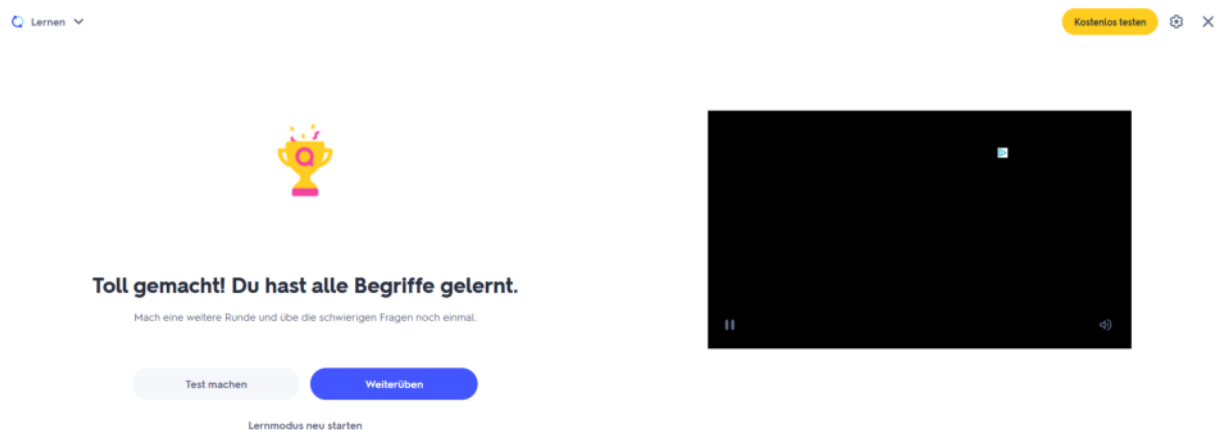 Lernen
Kostenlos testen
Toll gemacht! Du hast alle Begriffe gelernt.
Mach eine weitere Runde und übe die schwierigen Fragen noch einmal.
Test machen
Weiterüben
Lernmodus neu starten